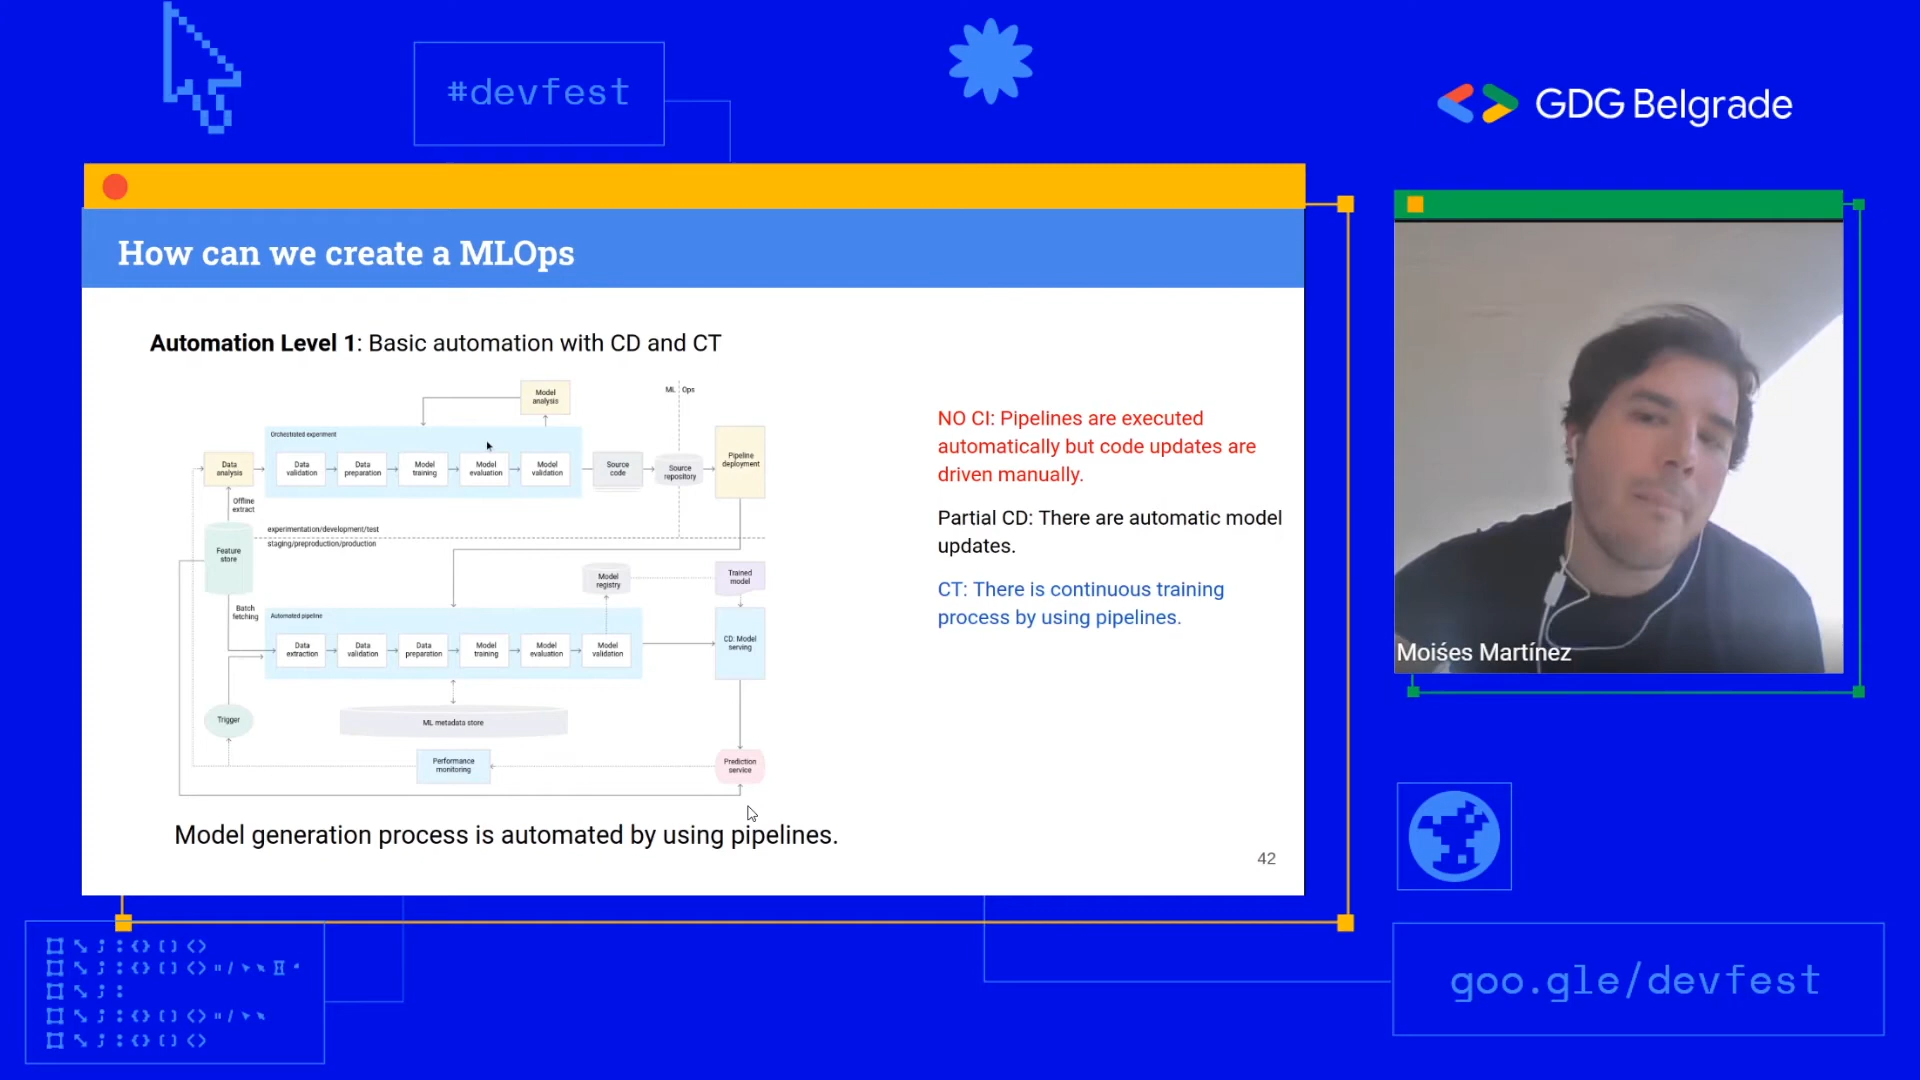 #devfest
GDG Belgrade
How can we create a MLOps
Automation Level 1: Basic automation with CD and CT
Model
analysis
ML
Ops
Orchestrated experiment
Data
analysis
Data
validation
Data
preparation
Model
training
Model
evaluation
Model
validation
Source
code
Source
repository
Pipeline
deployment
Offline
extract
experimentation/development/test
staging/preproduction/production
Feature
store
Model
registry
Trained
model
Batch
fetching
Automated pipeline
Data
extraction
Data
validation
Data
preparation
Model
training
Model
evaluation
Model
validation
CD: Model
serving
Trigger
ML metadata store
Performance
monitoring
Prediction
service
Model generation process is automated by using pipelines.
NO CI: Pipelines are executed
automatically but code updates are
driven manually.
Partial CD: There are automatic model
updates.
CT: There is continuous training
process by using pipelines.
42
Moiśes Martínez
goo.gle/devfest